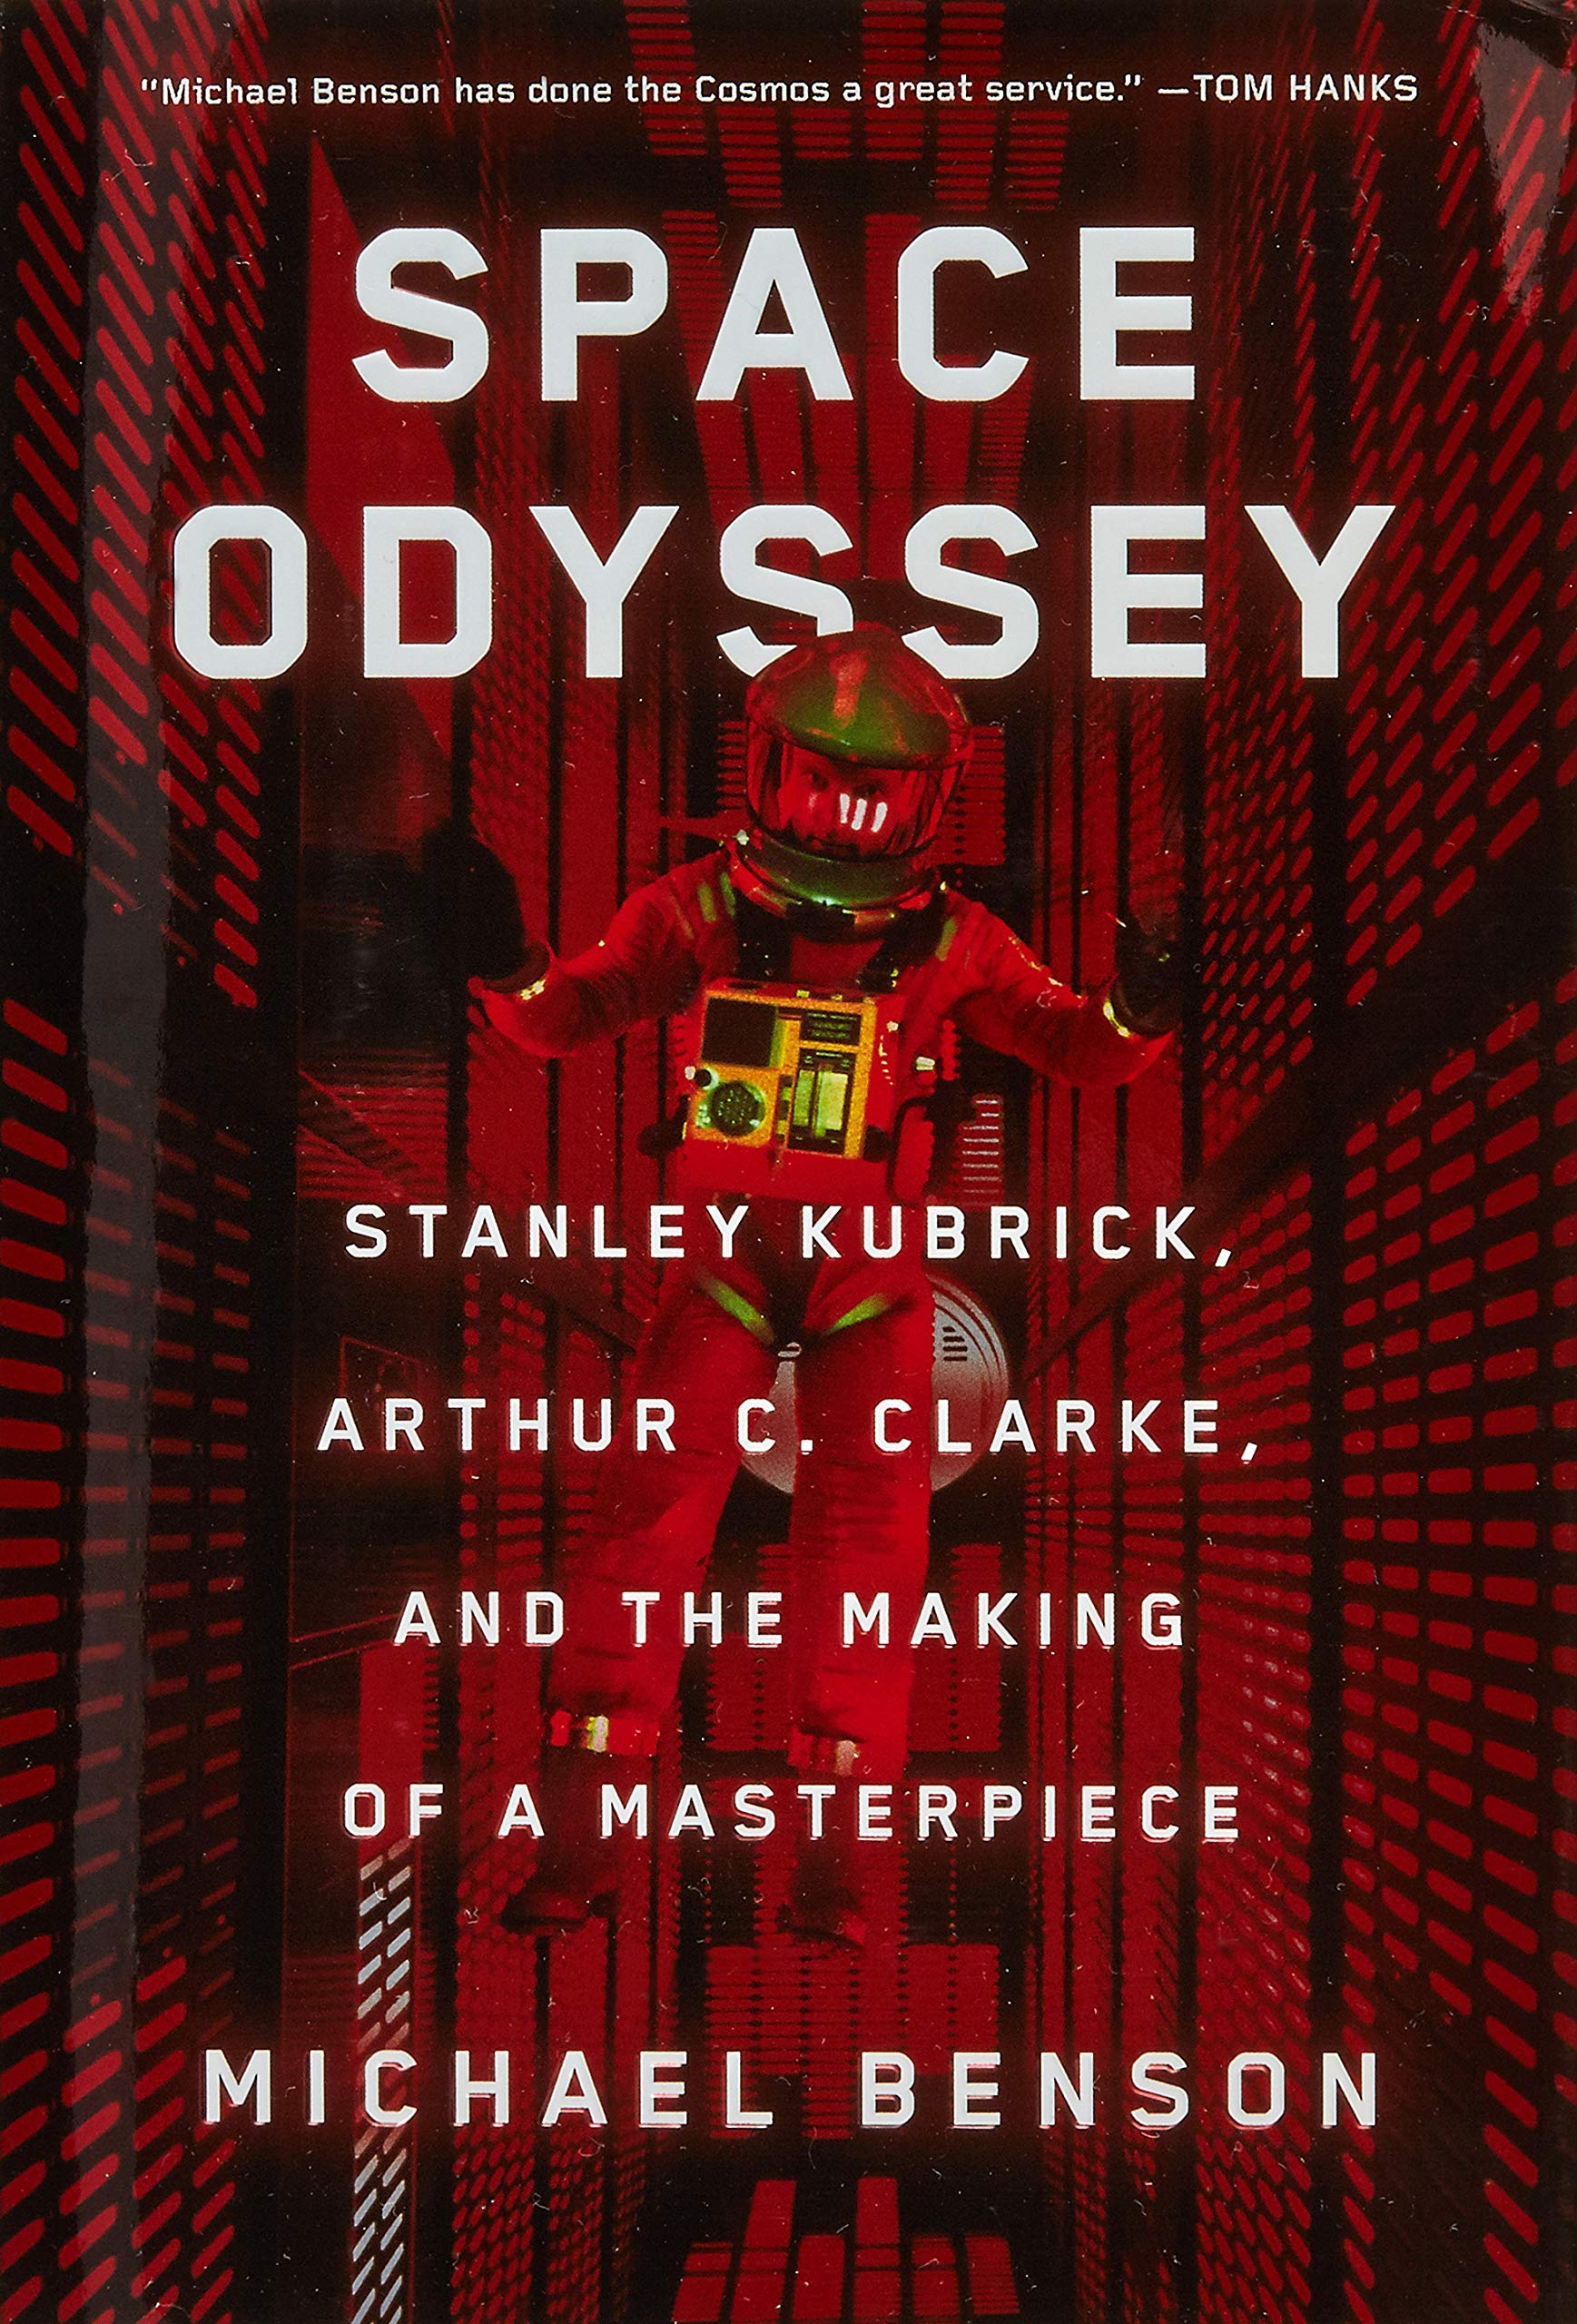 “Michael Benson has done the Cosmos a great service.” —TOM HANKS
SPACE
ODYSSEY
STANLEY KUBRICK,
ARTHUR C. CLARKE,
AND THE MAKING
OF A MASTERPIECE
MICHAEL BENSON